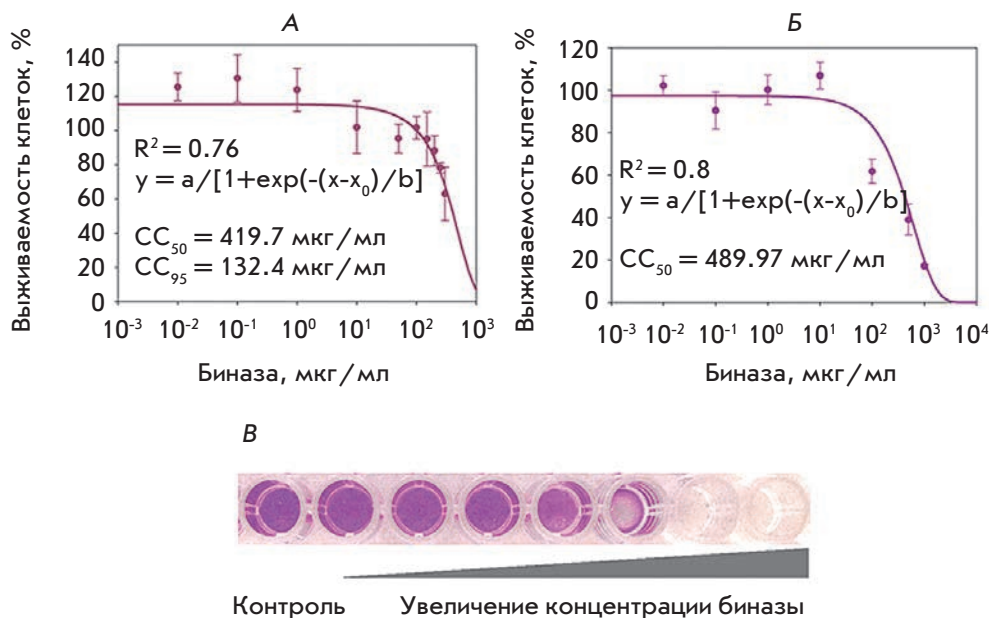 А
Выживаемость клеток, %
140
120
100
80
60
40
20
0
R² = 0.76
y = a/[1+exp(-(x-x₀)/b]
CC₅₀ = 419.7 мкг/мл
CC₉₅ = 132.4 мкг/мл
10⁻³ 10⁻² 10⁻¹ 10⁰ 10¹ 10² 10³
Биназа, мкг/мл
Б
Выживаемость клеток, %
120
100
80
60
40
20
0
R² = 0.8
y = a/[1+exp(-(x-x₀)/b]
CC₅₀ = 489.97 мкг/мл
10⁻³ 10⁻² 10⁻¹ 10⁰ 10¹ 10² 10³ 10⁴
Биназа, мкг/мл
В
Контроль Увеличение концентрации биназы